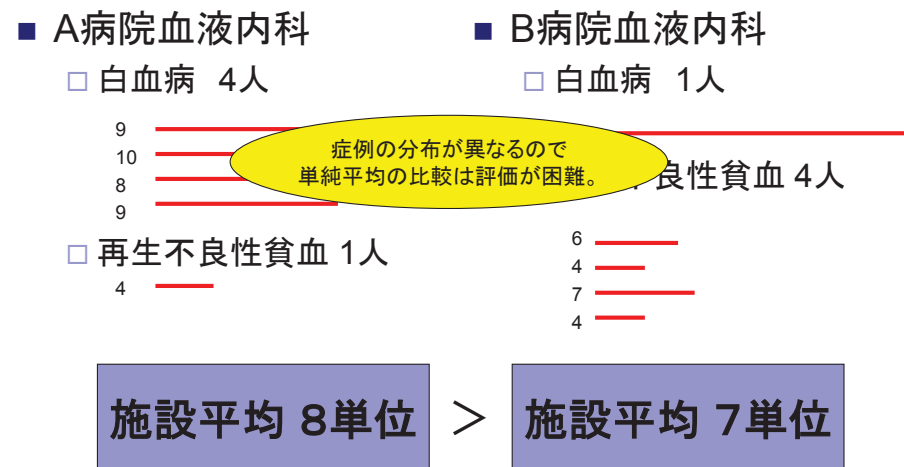 ■ A病院血液内科
□ 白血病 4人
9
10
8
9
□ 再生不良性貧血 1人
4
■ B病院血液内科
□ 白血病 1人
良性貧血 4人
6
4
7
4
症例の分布が異なるので
単純平均の比較は評価が困難。
施設平均 8単位 > 施設平均 7単位